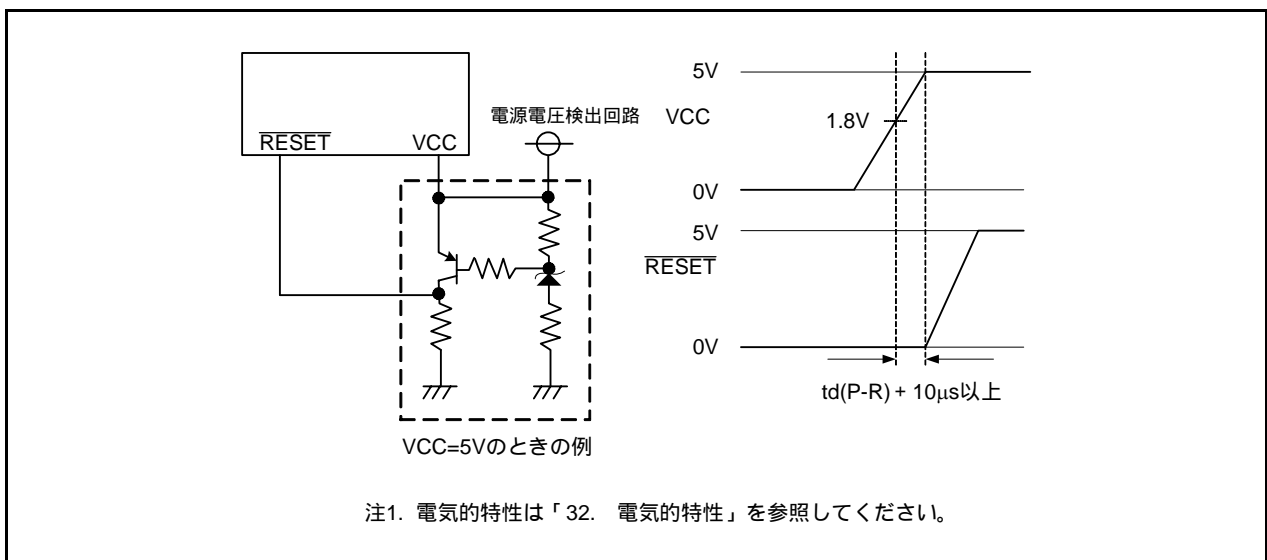 RESET
VCC
電源電圧検出回路
VCC=5Vのときの例
5V
VCC
1.8V
0V
5V
RESET
0V
td(P-R) + 10μs以上
注1. 電気的特性は「32. 電気的特性」を参照してください。